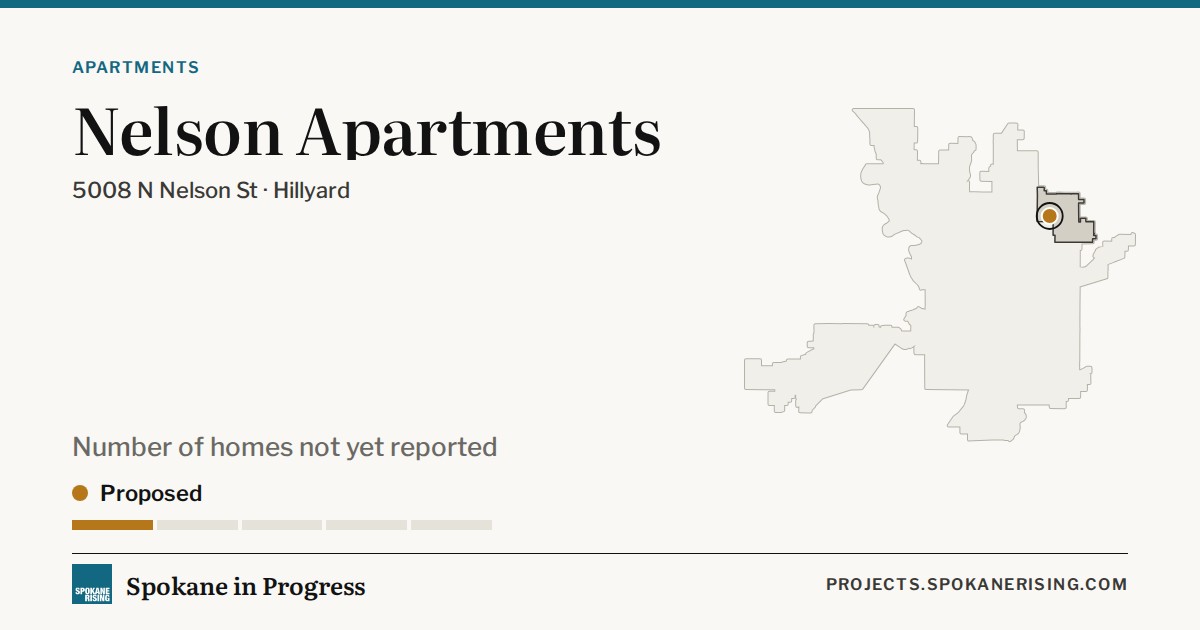 APARTMENTS
Nelson Apartments
5008 N Nelson St · Hillyard
Number of homes not yet reported
Proposed
SPOKANE
RISING
Spokane in Progress
PROJECTS.SPOKANERISING.COM